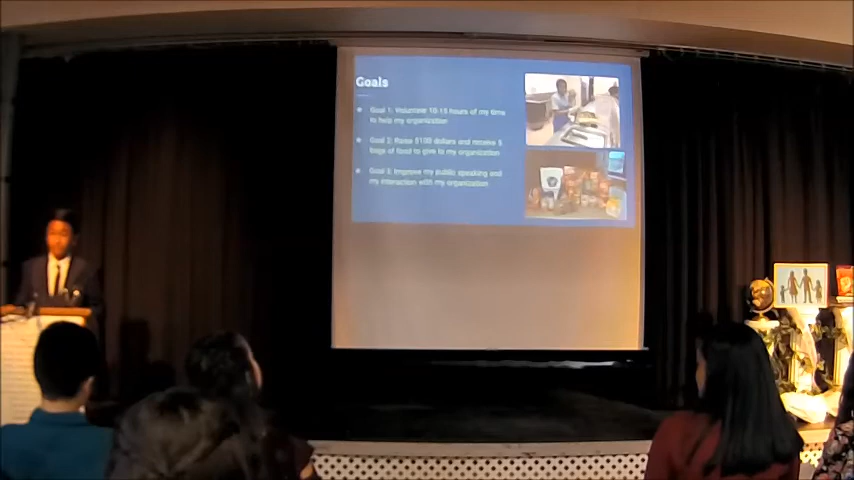 Goals
Goal 1: Volunteer 10-15 hours of my time
to help my organization
Goal 2: Raise $100 dollars and receive 5
bags of food to give to my organization
Goal 3: Improve my public speaking and
my interaction with my organization